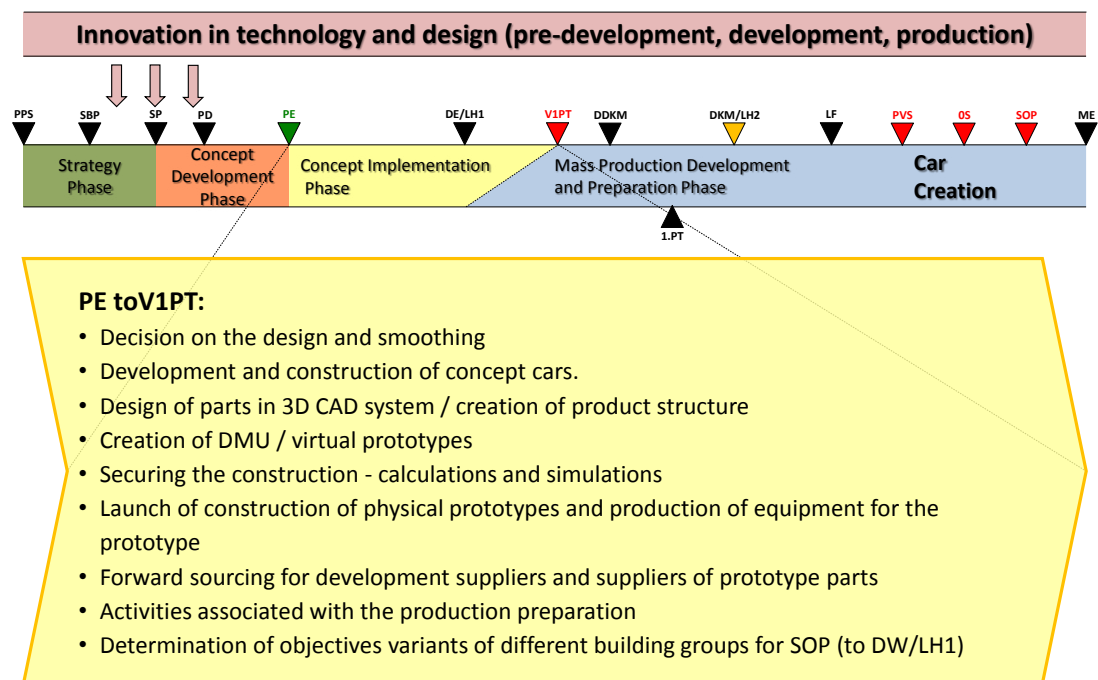 Innovation in technology and design (pre-development, development, production)
PPS SBP SP PD PE DE/LH1 V1PT DDKM DKM/LH2 LF PVS 0S SOP ME
Strategy
Phase
Concept
Development
Phase
Concept Implementation
Phase
Mass Production Development
and Preparation Phase
Car
Creation
1.PT
PE toV1PT:
• Decision on the design and smoothing
• Development and construction of concept cars.
• Design of parts in 3D CAD system / creation of product structure
• Creation of DMU / virtual prototypes
• Securing the construction - calculations and simulations
• Launch of construction of physical prototypes and production of equipment for the
prototype
• Forward sourcing for development suppliers and suppliers of prototype parts
• Activities associated with the production preparation
• Determination of objectives variants of different building groups for SOP (to DW/LH1)